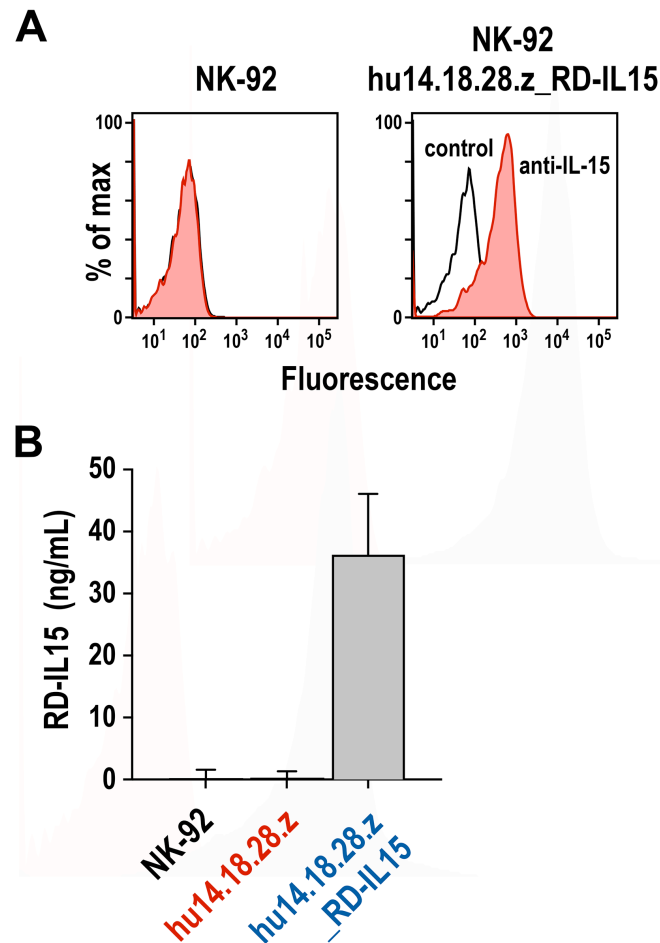 A
NK-92
NK-92
hu14.18.28.z_RD-IL15
% of max
100
0
10¹ 10² 10³ 10⁴ 10⁵
100
0
control
anti-IL-15
10¹ 10² 10³ 10⁴ 10⁵
Fluorescence
B
RD-IL15 (ng/mL)
50
40
30
20
10
0
NK-92
hu14.18.28.z
hu14.18.28.z
_RD-IL15